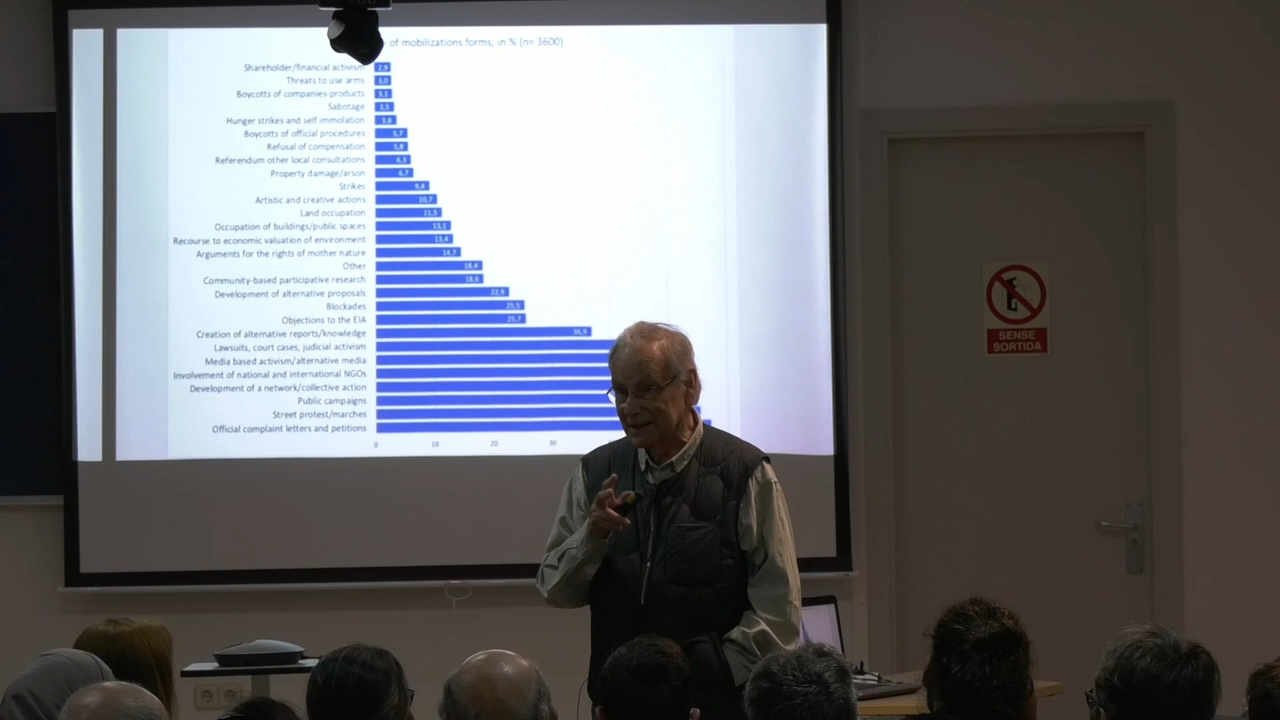 of mobilizations forms, in % (n= 3600)
Shareholder/financial activism 2,9
Threats to use arms 3,0
Boycotts of companies-products 3,1
Sabotage 3,5
Hunger strikes and self immolation 3,8
Boycotts of official procedures 5,7
Refusal of compensation 5,8
Referendum other local consultations 6,3
Property damage/arson 6,7
Strikes 9,4
Artistic and creative actions 10,7
Land occupation 11,5
Occupation of buildings/public spaces 13,1
Recourse to economic valuation of environment 13,4
Arguments for the rights of mother nature 14,7
Other 18,4
Community-based participative research 18,6
Development of alternative proposals 22,9
Blockades 25,5
Objections to the EIA 25,7
Creation of alternative reports/knowledge 36,9
Lawsuits, court cases, judicial activism
Media based activism/alternative media
Involvement of national and international NGOs
Development of a network/collective action
Public campaigns
Street protest/marches
Official complaint letters and petitions
0 10 20 30
SENSE
SORTIDA